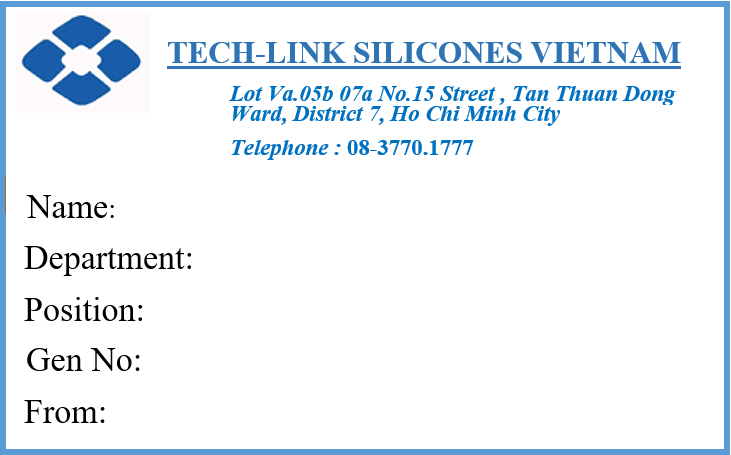 TECH-LINK SILICONES VIETNAM
Lot Va.05b 07a No.15 Street , Tan Thuan Dong
Ward, District 7, Ho Chi Minh City
Telephone : 08-3770.1777
Name:
Department:
Position:
Gen No:
From: